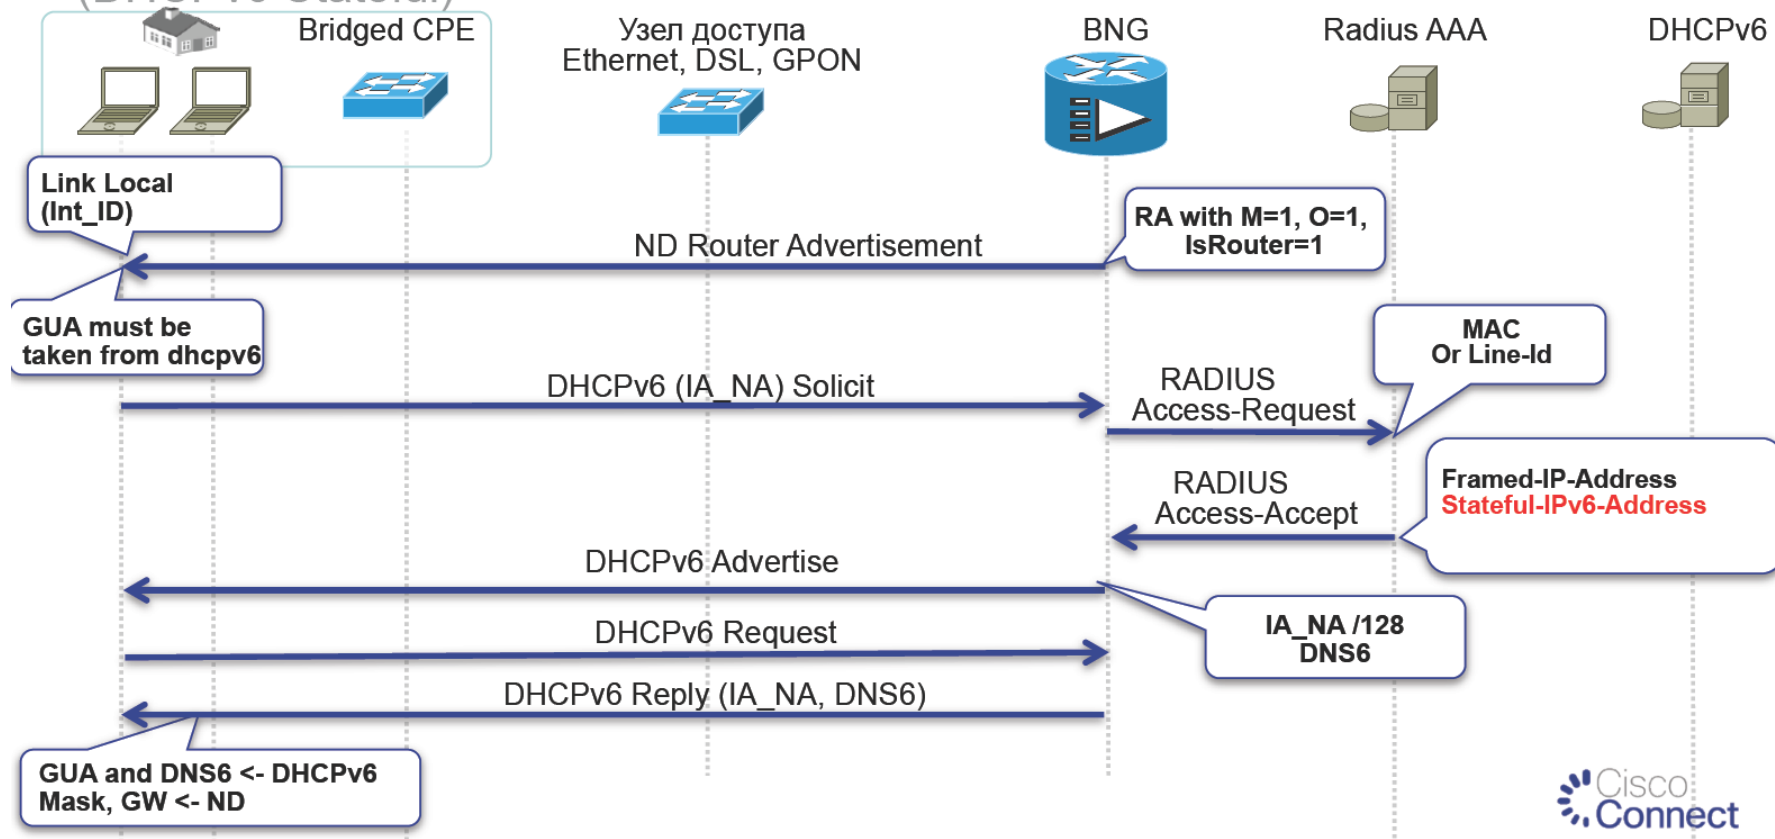 (DHCPv6 Stateful)
Bridged CPE
Узел доступа
Ethernet, DSL, GPON
BNG
Radius AAA
DHCPv6
Link Local
(Int_ID)
RA with M=1, O=1,
IsRouter=1
ND Router Advertisement
GUA must be
taken from dhcpv6
MAC
Or Line-Id
DHCPv6 (IA_NA) Solicit
RADIUS
Access-Request
Framed-IP-Address
Stateful-IPv6-Address
RADIUS
Access-Accept
DHCPv6 Advertise
IA_NA /128
DNS6
DHCPv6 Request
DHCPv6 Reply (IA_NA, DNS6)
GUA and DNS6 <- DHCPv6
Mask, GW <- ND
Cisco
Connect